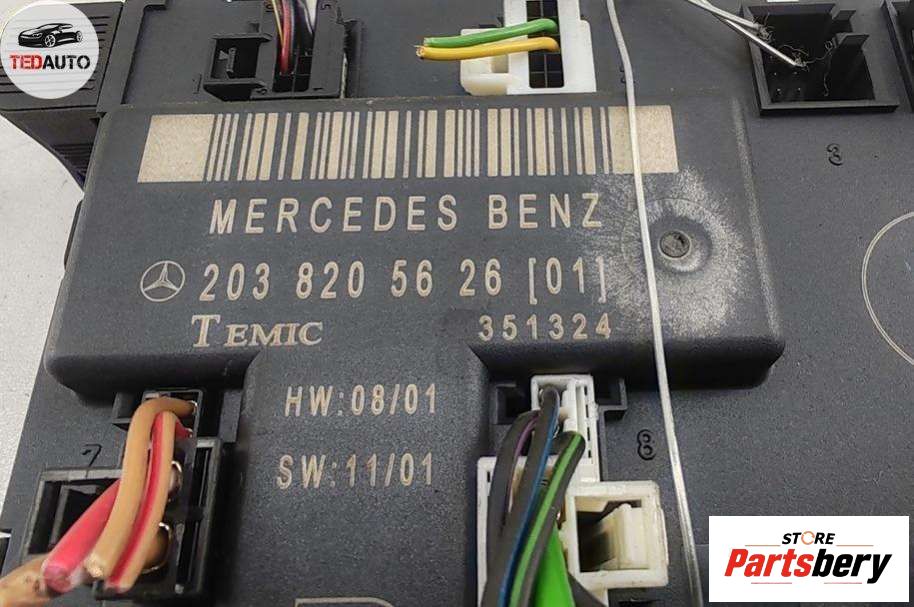 TEDAUTO
MERCEDES BENZ
203 820 56 26 [01]
TEMIC 351324
HW:08/01
SW:11/01
3
7
8
STORE
Partsbery